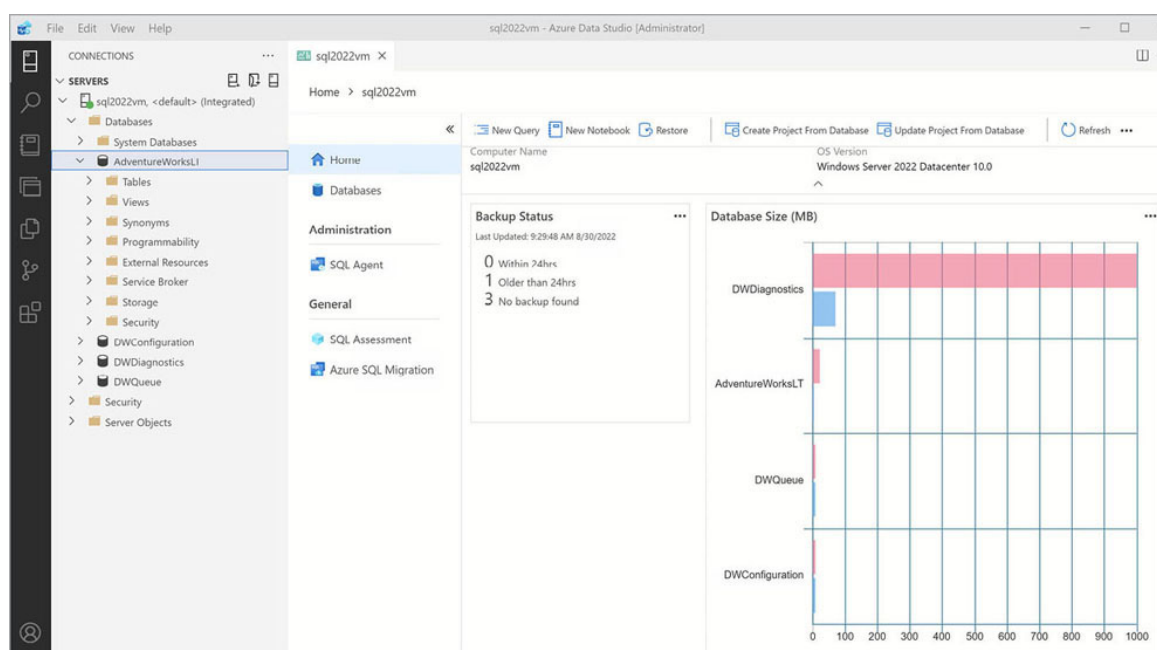 File Edit View Help
sql2022vm - Azure Data Studio [Administrator]
CONNECTIONS
SERVERS
sql2022vm, <default> (Integrated)
Databases
System Databases
AdventureWorksLT
Tables
Views
Synonyms
Programmability
External Resources
Service Broker
Storage
Security
DWConfiguration
DWDiagnostics
DWQueue
Security
Server Objects
sql2022vm
Home > sql2022vm
Home
Databases
Administration
SQL Agent
General
SQL Assessment
Azure SQL Migration
New Query New Notebook Restore Create Project From Database Update Project From Database Refresh
Computer Name
sql2022vm
OS Version
Windows Server 2022 Datacenter 10.0
Backup Status
Last Updated: 9:29:48 AM 8/30/2022
0 Within 24hrs
1 Older than 24hrs
3 No backup found
Database Size (MB)
DWDiagnostics
AdventureWorksLT
DWQueue
DWConfiguration
0 100 200 300 400 500 600 700 800 900 1000